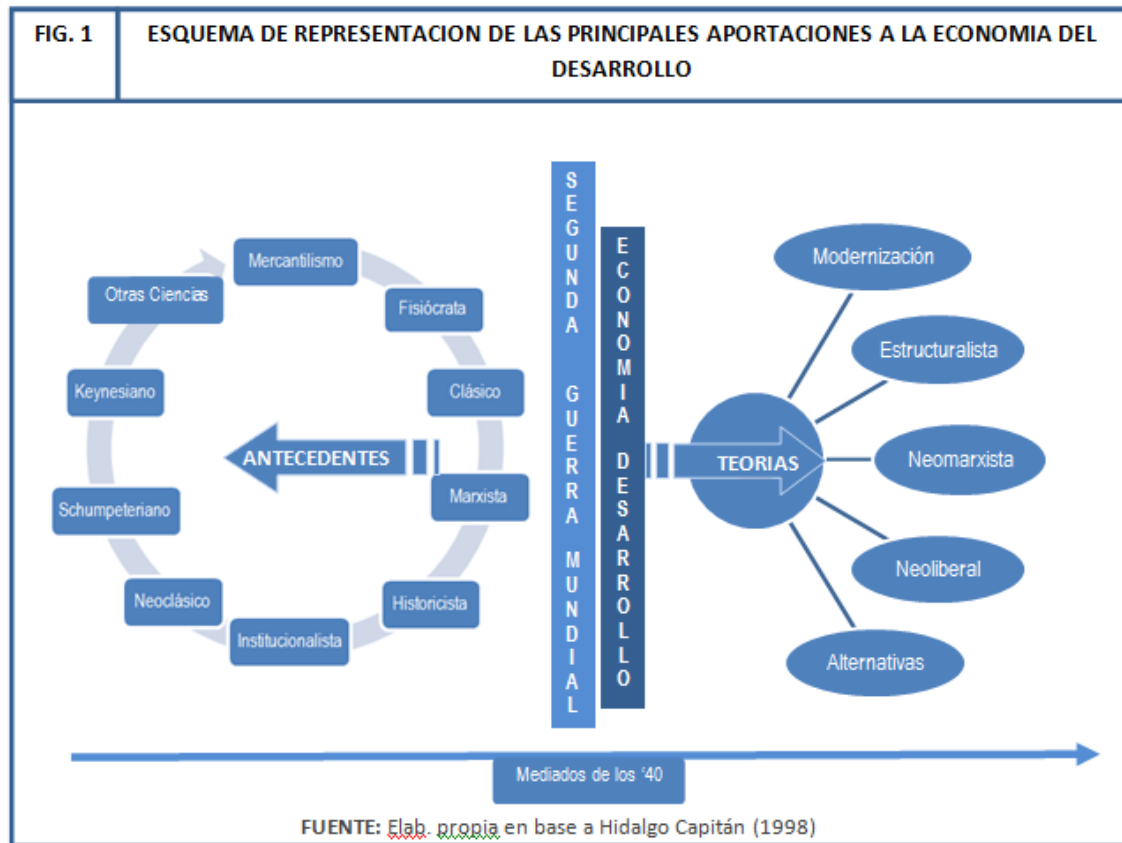 FIG. 1
ESQUEMA DE REPRESENTACION DE LAS PRINCIPALES APORTACIONES A LA ECONOMIA DEL
DESARROLLO
Mercantilismo
Fisiócrata
Clásico
Marxista
Historicista
Institucionalista
Neoclásico
Schumpeteriano
Keynesiano
Otras Ciencias
ANTECEDENTES
SEGUNDA GUERRA MUNDIAL
ECONOMIA DESARROLLO
TEORIAS
Modernización
Estructuralista
Neomarxista
Neoliberal
Alternativas
Mediados de los '40
FUENTE: Elab. propia en base a Hidalgo Capitán (1998)